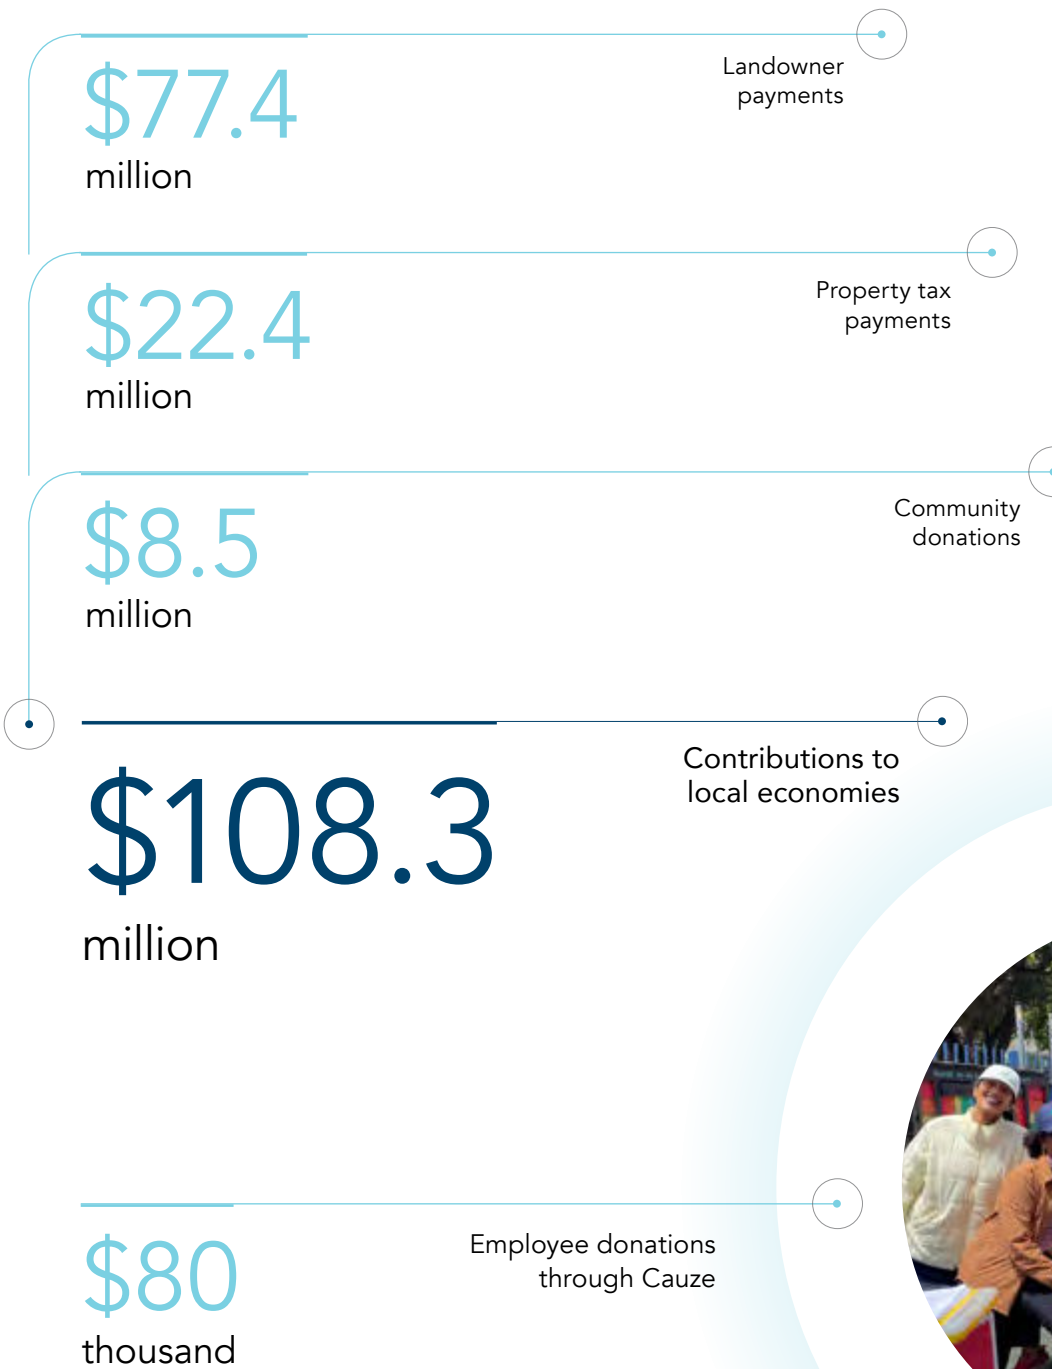 Landowner
payments
$77.4
million
Property tax
payments
$22.4
million
Community
donations
$8.5
million
Contributions to
local economies
$108.3
million
Employee donations
through Cauze
$80
thousand